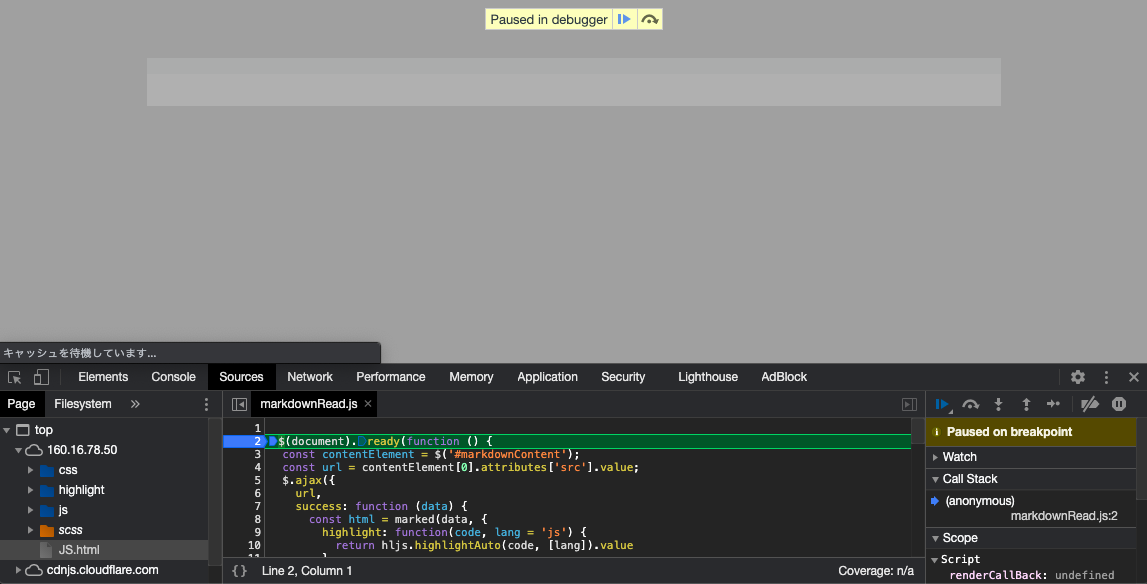 Paused in debugger
キャッシュを待機しています...
Elements Console Sources Network Performance Memory Application Security Lighthouse AdBlock
Page Filesystem »
markdownRead.js ×
top
160.16.78.50
css
highlight
js
scss
JS.html
cdnjs.cloudflare.com
1
2 $(document).ready(function () {
3 const contentElement = $('#markdownContent');
4 const url = contentElement[0].attributes['src'].value;
5 $.ajax({
6 url,
7 success: function (data) {
8 const html = marked(data, {
9 highlight: function(code, lang = 'js') {
10 return hljs.highlightAuto(code, [lang]).value
11 }
{} Line 2, Column 1 Coverage: n/a
Paused on breakpoint
Watch
Call Stack
(anonymous)
markdownRead.js:2
Scope
Script
renderCallBack: undefined